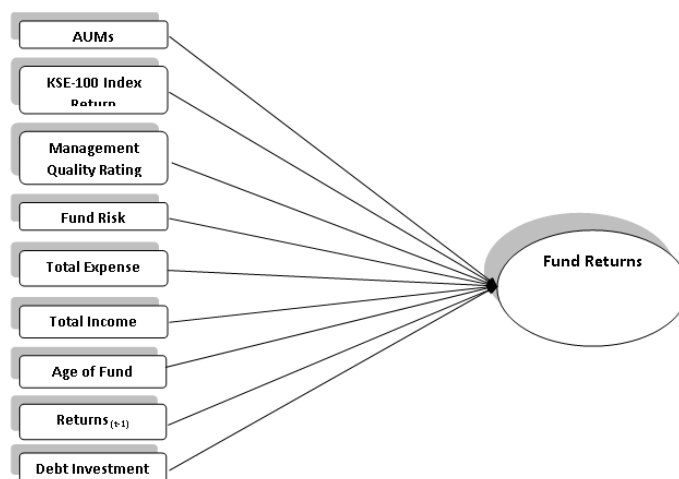 AUMs
KSE-100 Index
Return
Management
Quality Rating
Fund Risk
Total Expense
Total Income
Age of Fund
Returns (t-1)
Debt Investment
Fund Returns